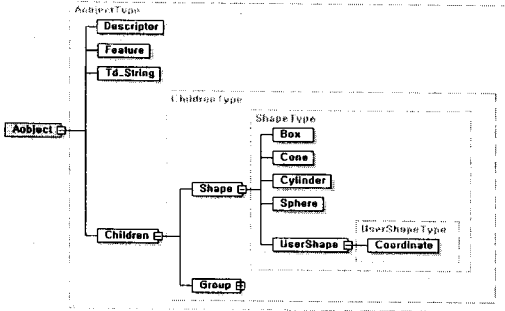 AobjectType
Descriptor
Feature
Td_String
ChildrenType
ShapeType
Box
Aobject
Cone
Shape
Cylinder
Sphere
UserShapeType
Children
UserShape
Coordinate
Group